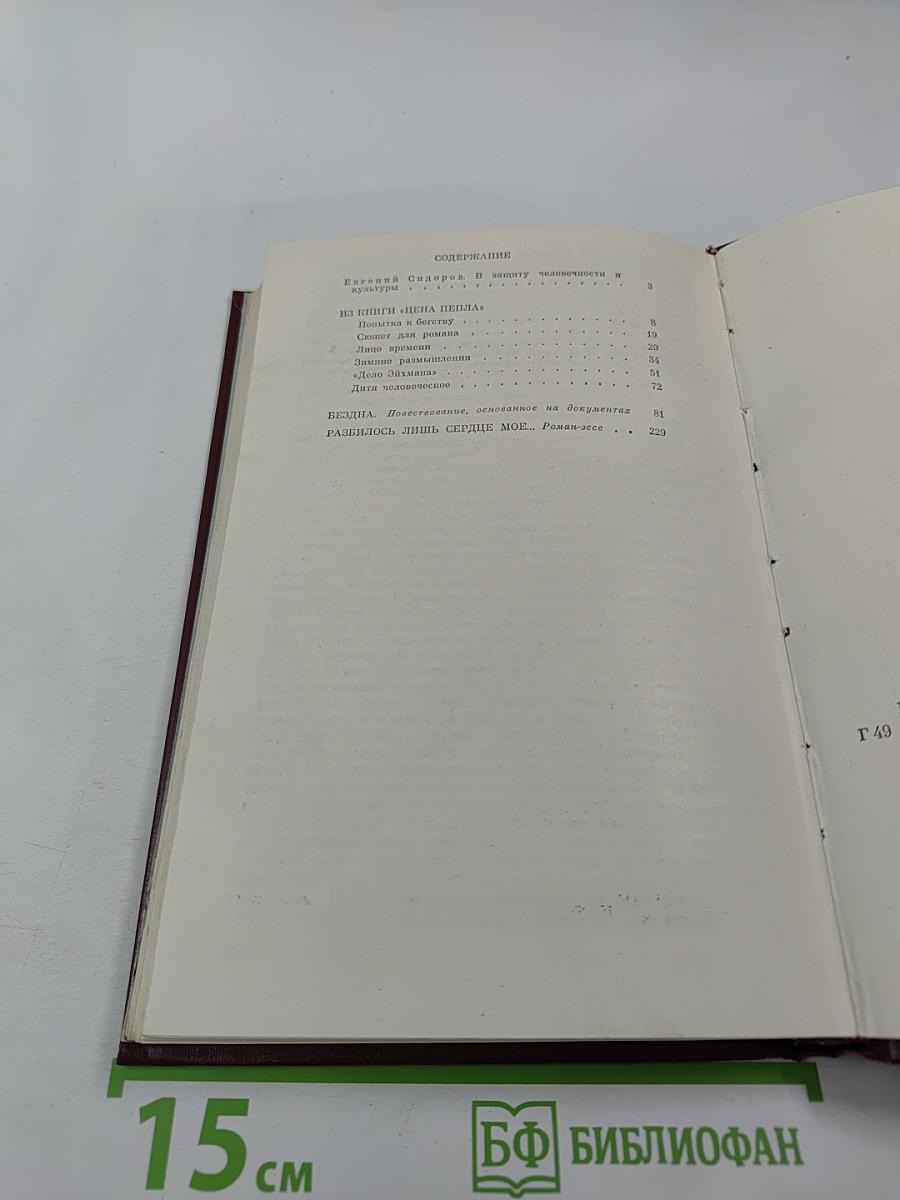 СОДЕРЖАНИЕ
Евгений Сидоров. В защиту человечности и
культуры . . . . . . . . . . . . . . . . 3
ИЗ КНИГИ «ЦЕНА ПЕПЛА»
Попытка к бегству . . . . . . . . . . . . 8
Сюжет для романа . . . . . . . . . . . . 19
Лицо времени . . . . . . . . . . . . . . 29
Зимние размышления . . . . . . . . . . . 34
«Дело Эйхмана» . . . . . . . . . . . . . 51
Дитя человеческое . . . . . . . . . . . . 72
БЕЗДНА. Повествование, основанное на документах 81
РАЗБИЛОСЬ ЛИШЬ СЕРДЦЕ МОЕ... Роман-эссе . . 229
Г 49
15 см
БФ БИБЛИОФАН